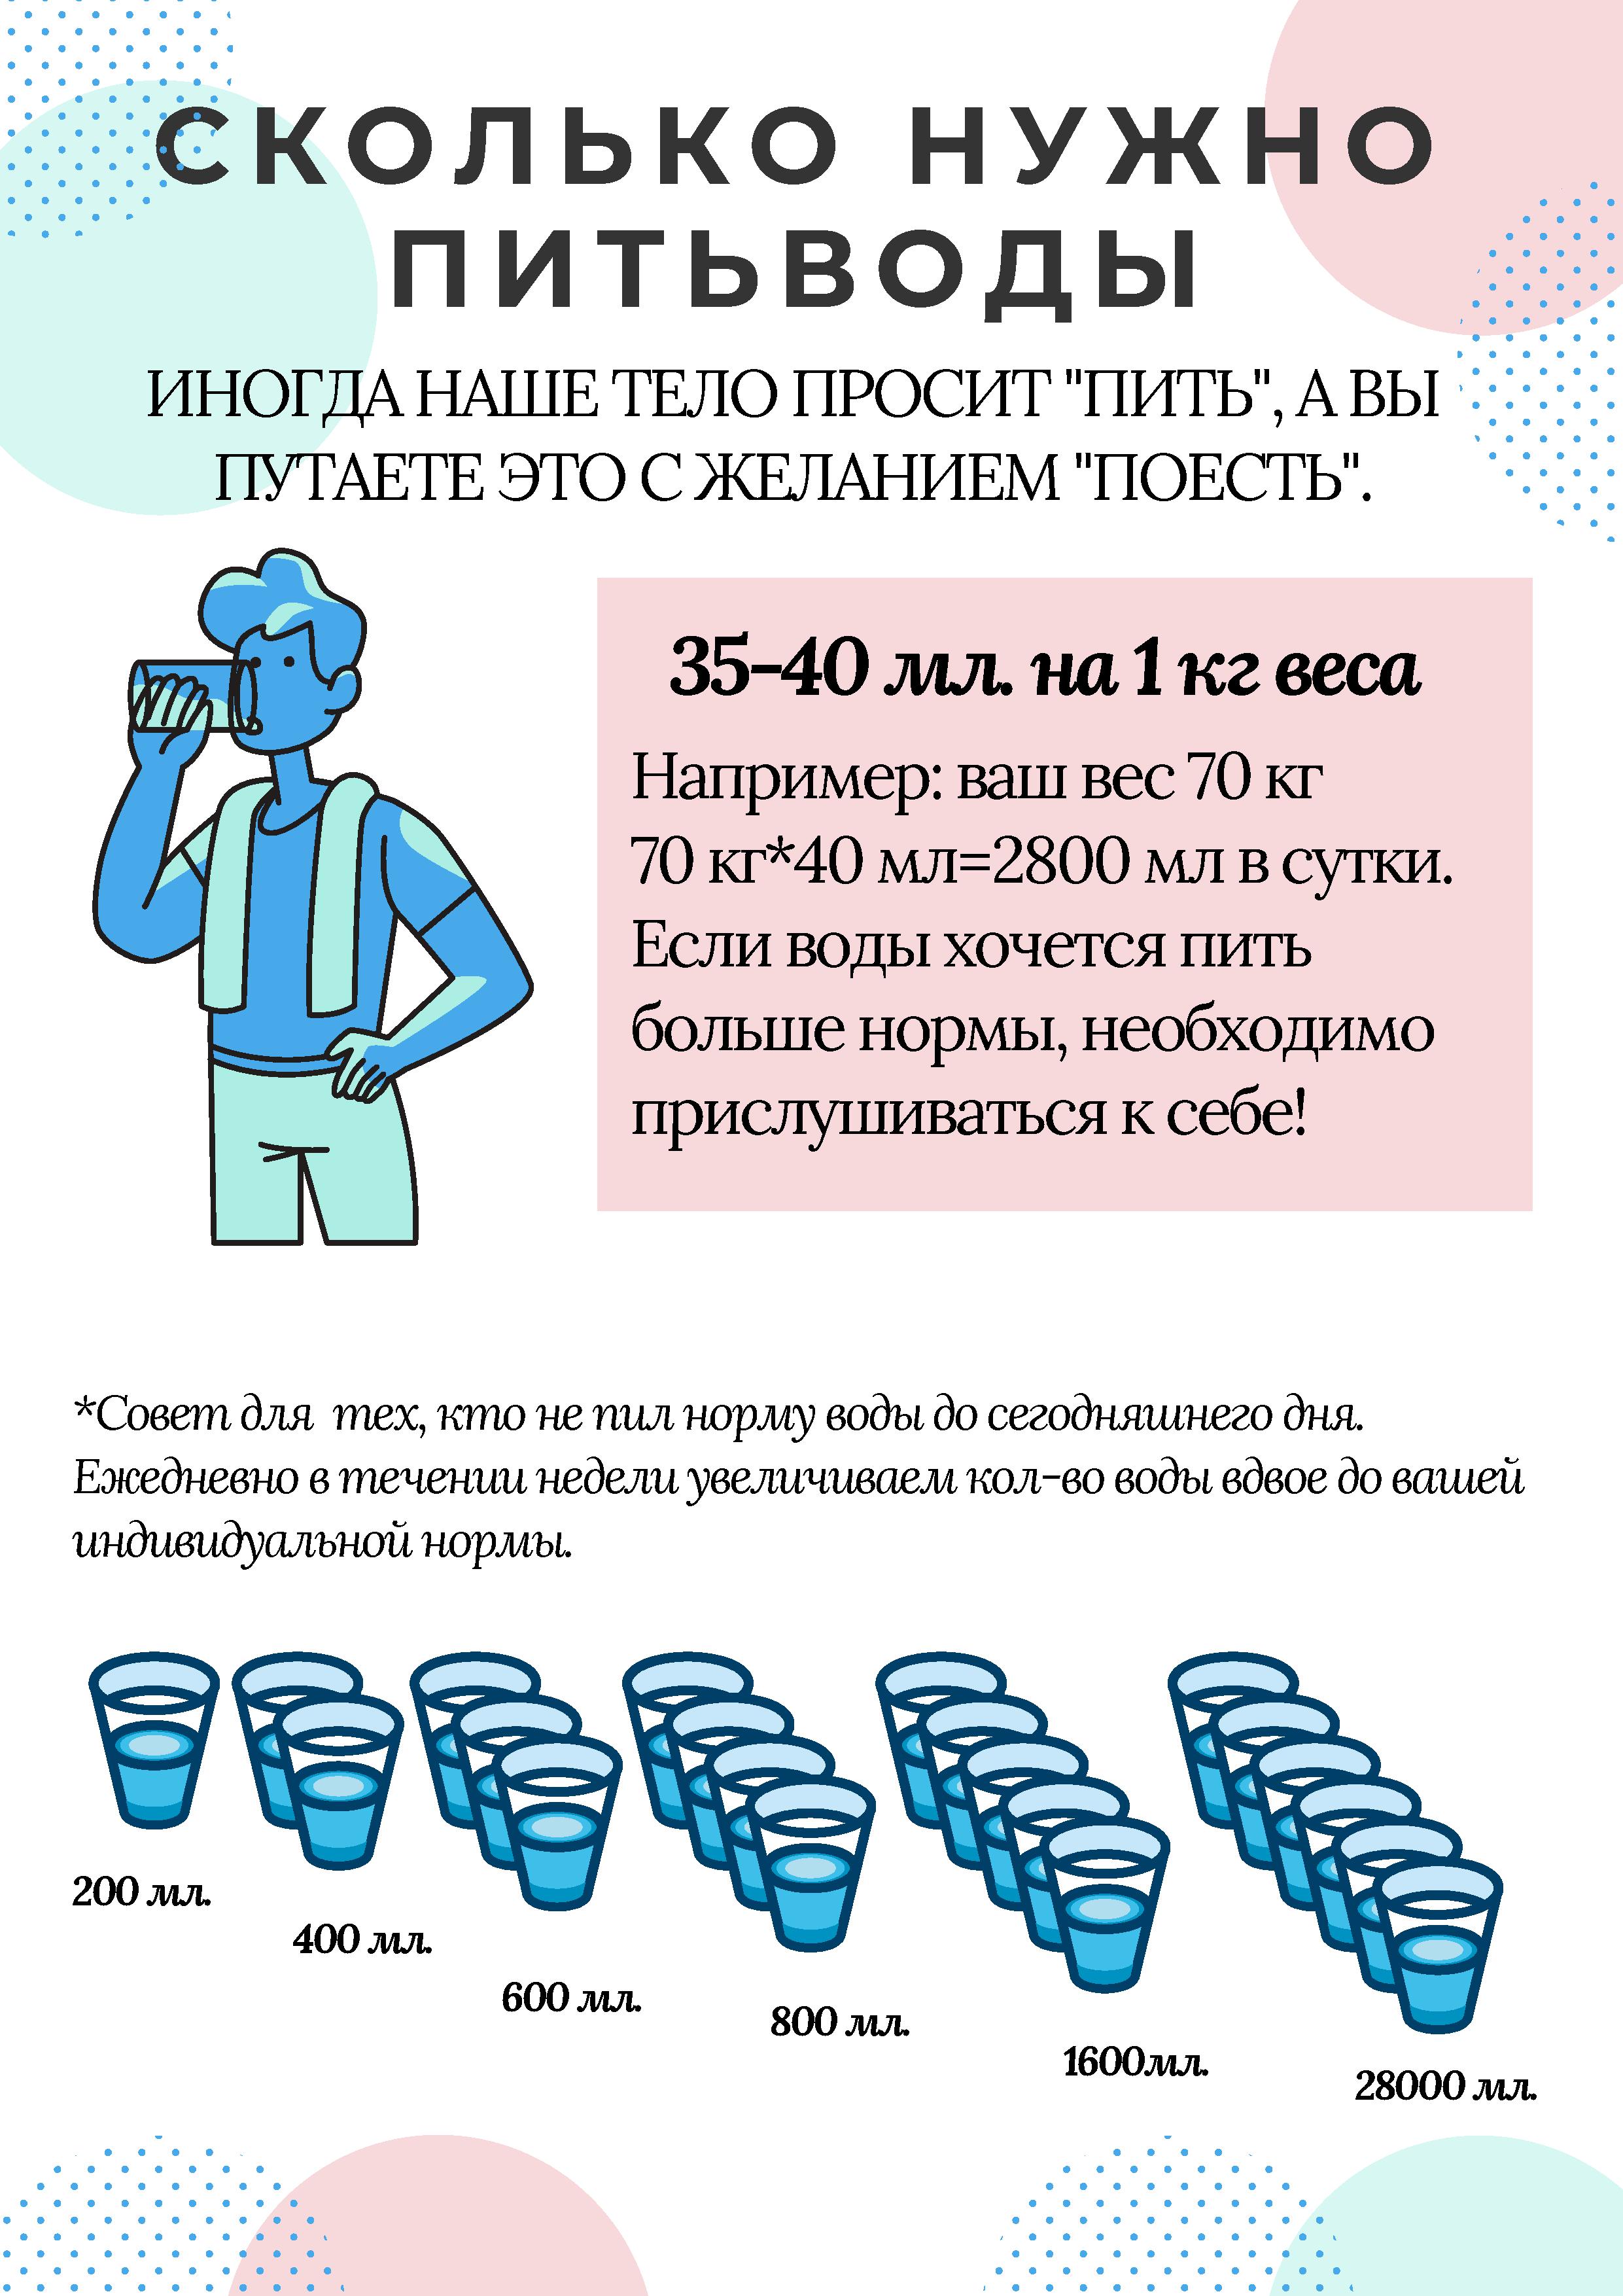 СКОЛЬКО НУЖНО
ПИТЬВОДЫ
ИНОГДА НАШЕ ТЕЛО ПРОСИТ "ПИТЬ", А ВЫ
ПУТАЕТЕ ЭТО С ЖЕЛАНИЕМ "ПОЕСТЬ".
35-40 мл. на 1 кг веса
Например: ваш вес 70 кг
70 кг*40 мл=2800 мл в сутки.
Если воды хочется пить
больше нормы, необходимо
прислушиваться к себе!
*Совет для тех, кто не пил норму воды до сегодняшнего дня.
Ежедневно в течении недели увеличиваем кол-во воды вдвое до вашей
индивидуальной нормы.
200 мл.
400 мл.
600 мл.
800 мл.
1600мл.
28000 мл.